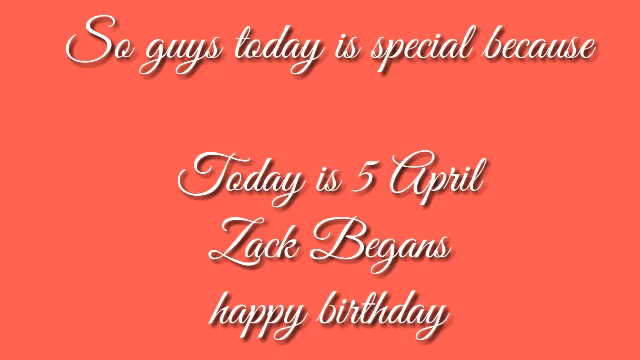 So guys today is special because
Today is 5 April
Zack Begans
happy birthday